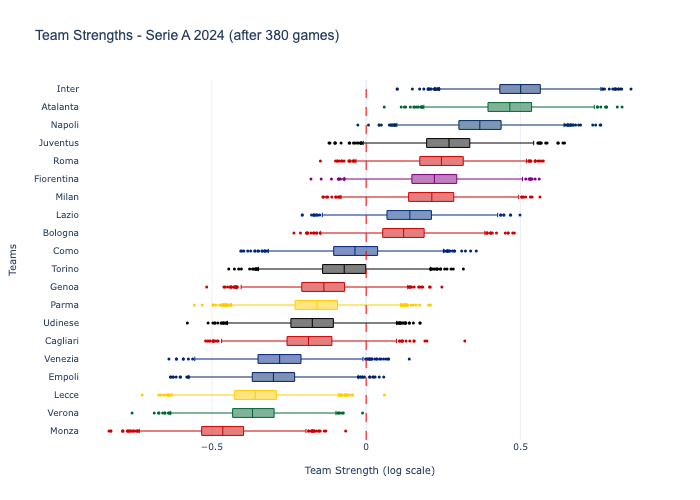 Team Strengths - Serie A 2024 (after 380 games)
Inter
Atalanta
Napoli
Juventus
Roma
Fiorentina
Milan
Lazio
Bologna
Como
Torino
Genoa
Parma
Udinese
Cagliari
Venezia
Empoli
Lecce
Verona
Monza
Teams
−0.5 0 0.5
Team Strength (log scale)